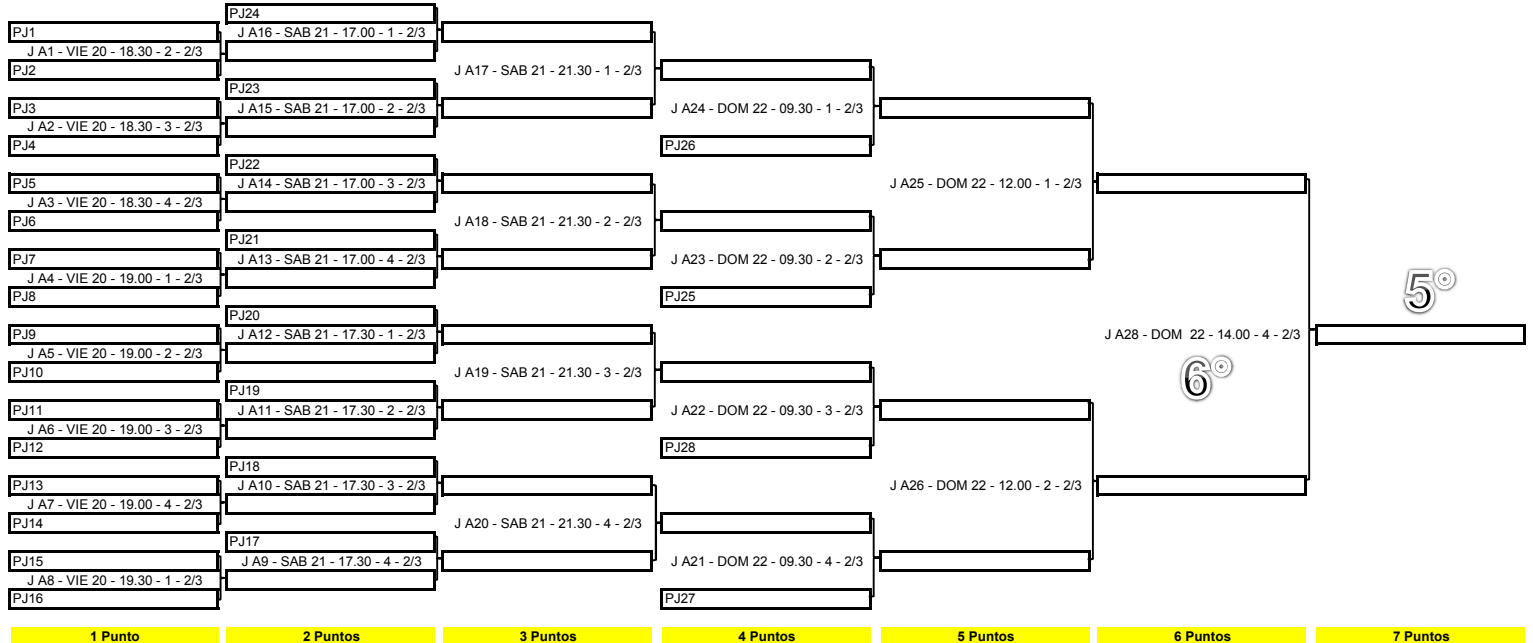 PJ24
PJ1
J A16 - SAB 21 - 17.00 - 1 - 2/3
J A1 - VIE 20 - 18.30 - 2 - 2/3
PJ2
J A17 - SAB 21 - 21.30 - 1 - 2/3
PJ23
PJ3
J A15 - SAB 21 - 17.00 - 2 - 2/3
J A24 - DOM 22 - 09.30 - 1 - 2/3
J A2 - VIE 20 - 18.30 - 3 - 2/3
PJ4
PJ26
PJ22
PJ5
J A14 - SAB 21 - 17.00 - 3 - 2/3
J A25 - DOM 22 - 12.00 - 1 - 2/3
J A3 - VIE 20 - 18.30 - 4 - 2/3
PJ6
J A18 - SAB 21 - 21.30 - 2 - 2/3
PJ21
PJ7
J A13 - SAB 21 - 17.00 - 4 - 2/3
J A23 - DOM 22 - 09.30 - 2 - 2/3
J A4 - VIE 20 - 19.00 - 1 - 2/3
5°
PJ8
PJ25
PJ20
PJ9
J A12 - SAB 21 - 17.30 - 1 - 2/3
J A28 - DOM  22 - 14.00 - 4 - 2/3
J A5 - VIE 20 - 19.00 - 2 - 2/3
PJ10
J A19 - SAB 21 - 21.30 - 3 - 2/3
6°
PJ19
PJ11
J A11 - SAB 21 - 17.30 - 2 - 2/3
J A22 - DOM 22 - 09.30 - 3 - 2/3
J A6 - VIE 20 - 19.00 - 3 - 2/3
PJ12
PJ28
PJ18
PJ13
J A10 - SAB 21 - 17.30 - 3 - 2/3
J A26 - DOM 22 - 12.00 - 2 - 2/3
J A7 - VIE 20 - 19.00 - 4 - 2/3
PJ14
J A20 - SAB 21 - 21.30 - 4 - 2/3
PJ17
PJ15
J A9 - SAB 21 - 17.30 - 4 - 2/3
J A21 - DOM 22 - 09.30 - 4 - 2/3
J A8 - VIE 20 - 19.30 - 1 - 2/3
PJ16
PJ27
1 Punto
2 Puntos
3 Puntos
4 Puntos
5 Puntos
6 Puntos
7 Puntos